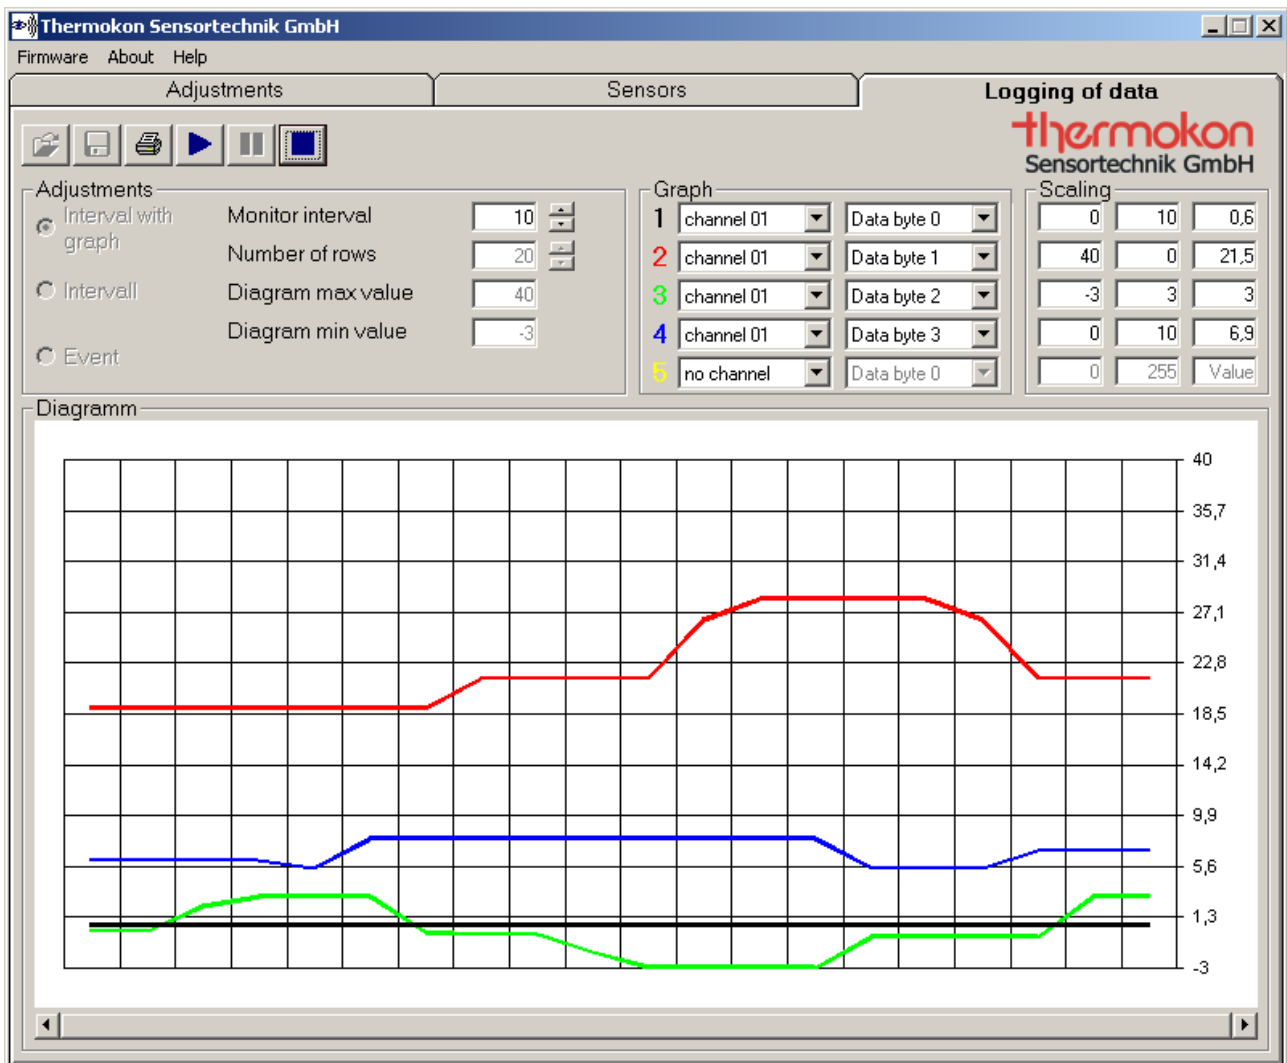 Thermokon Sensortechnik GmbH
Firmware About Help
Adjustments Sensors Logging of data
thermokon
Sensortechnik GmbH
Adjustments
Interval with
graph
Intervall
Event
Monitor interval 10
Number of rows 20
Diagram max value 40
Diagram min value -3
Graph
1 channel 01 Data byte 0
2 channel 01 Data byte 1
3 channel 01 Data byte 2
4 channel 01 Data byte 3
5 no channel Data byte 0
Scaling
0 10 0,6
40 0 21,5
-3 3 3
0 10 6,9
0 255 Value
Diagramm
40
35,7
31,4
27,1
22,8
18,5
14,2
9,9
5,6
1,3
-3